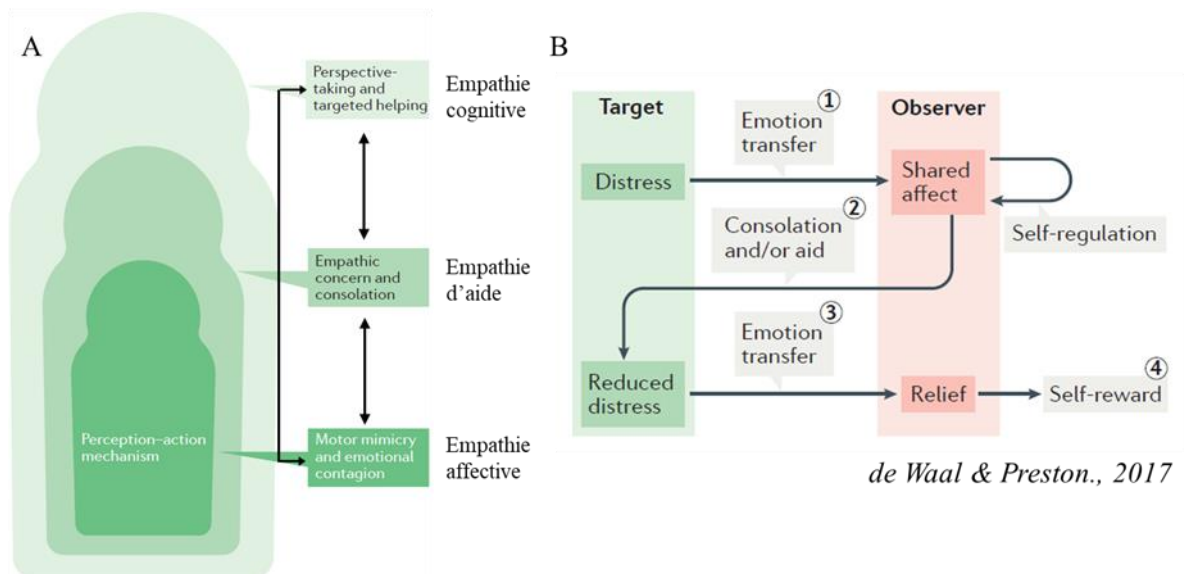 A
Perspective-
taking and
targeted helping
Empathie
cognitive
Empathic
concern and
consolation
Empathie
d’aide
Perception–action
mechanism
Motor mimicry
and emotional
contagion
Empathie
affective
B
Target
Observer
①
Emotion
transfer
Distress
Shared
affect
②
Consolation
and/or aid
Self-regulation
③
Emotion
transfer
Reduced
distress
Relief
④
Self-reward
de Waal & Preston., 2017